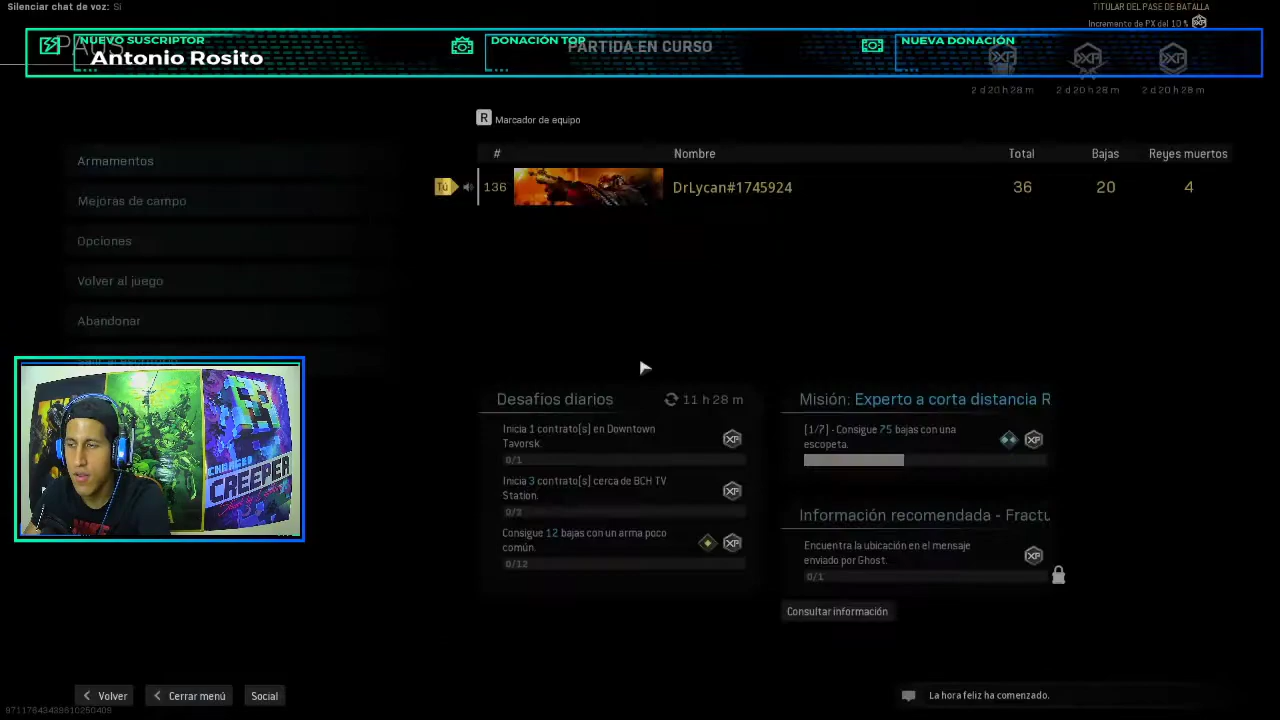 Silenciar chat de voz: Sí
TITULAR DEL PASE DE BATALLA
Incremento de PX del 10 %
NUEVO SUSCRIPTOR
Antonio Rosito
DONACIÓN TOP
PARTIDA EN CURSO
NUEVA DONACIÓN
XP
2 d 20 h 28 m
2 d 20 h 28 m
2 d 20 h 28 m
R Marcador de equipo
# Nombre Total Bajas Reyes muertos
Tú 136 DrLycan#1745924 36 20 4
Armamentos
Mejoras de campo
Opciones
Volver al juego
Abandonar
Desafíos diarios 11 h 28 m
Inicia 1 contrato[s] en Downtown
Tavorsk.
XP
0/1
Inicia 3 contrato[s] cerca de BCH TV
Station.
XP
Consigue 12 bajas con un arma poco
común.
XP
0/12
Misión: Experto a corta distancia R
[1/7] - Consigue 75 bajas con una
escopeta.
XP
Información recomendada - Fractu
Encuentra la ubicación en el mensaje
enviado por Ghost.
XP
0/1
Consultar información
CHARGED
CREEPER
Volver
Cerrar menú
Social
La hora feliz ha comenzado.